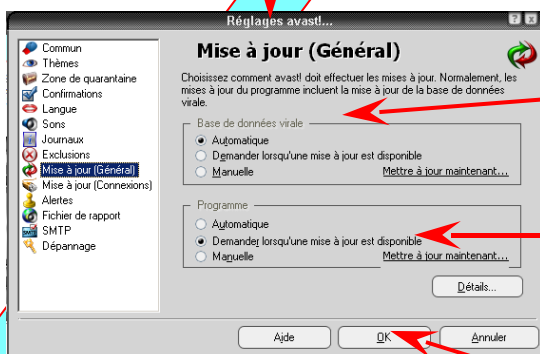 Réglages avast!...
Commun
Thèmes
Zone de quarantaine
Confirmations
Langue
Sons
Journaux
Exclusions
Mise à jour (Général)
Mise à jour (Connexions)
Alertes
Fichier de rapport
SMTP
Dépannage
Mise à jour (Général)
Choisissez comment avast! doit effectuer les mises à jour. Normalement, les
mises à jour du programme incluent la mise à jour de la base de données
virale.
Base de données virale
Automatique
Demander lorsqu'une mise à jour est disponible
Manuelle
Mettre à jour maintenant...
Programme
Automatique
Demander lorsqu'une mise à jour est disponible
Manuelle
Mettre à jour maintenant...
Détails...
Aide
OK
Annuler